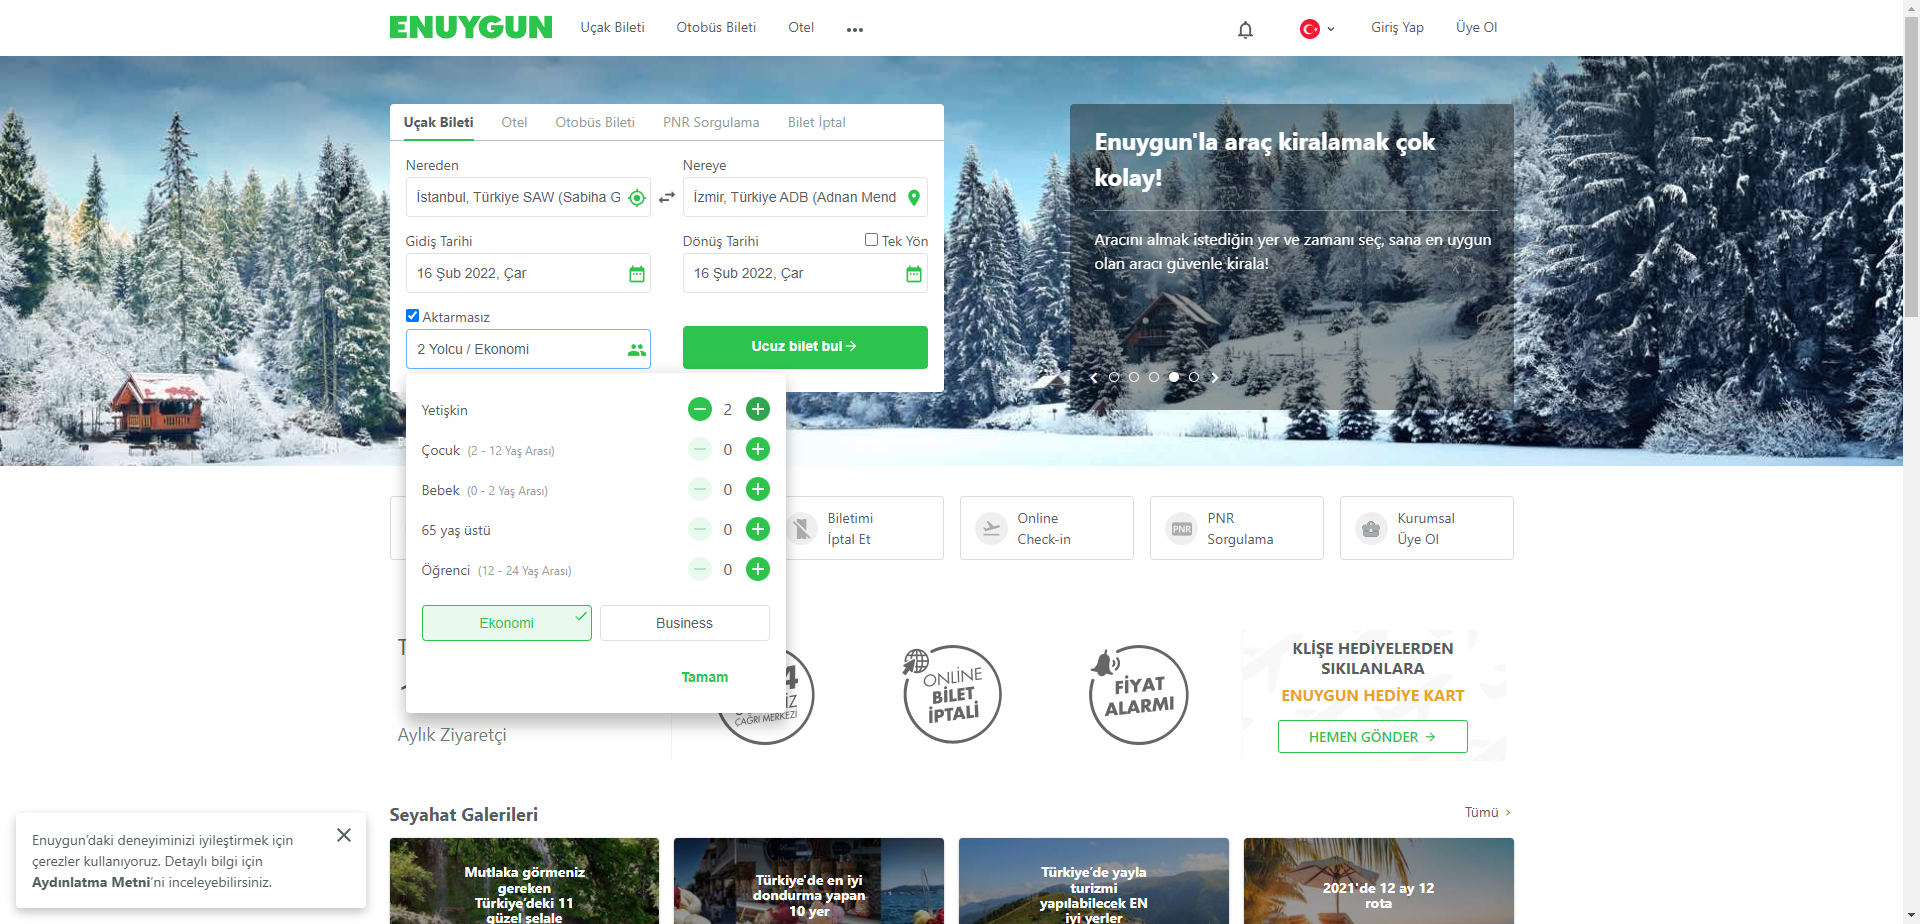 ENUYGUN
Uçak Bileti
Otobüs Bileti
Otel
Giriş Yap
Üye Ol
Uçak Bileti
Otel
Otobüs Bileti
PNR Sorgulama
Bilet İptal
Nereden
Nereye
İstanbul, Türkiye SAW (Sabiha G
İzmir, Türkiye ADB (Adnan Mend
Gidiş Tarihi
Dönüş Tarihi
Tek Yön
16 Şub 2022, Çar
16 Şub 2022, Çar
Aktarmasız
2 Yolcu / Ekonomi
Ucuz bilet bul
Enuygun'la araç kiralamak çok
kolay!
Aracını almak istediğin yer ve zamanı seç, sana en uygun
olan aracı güvenle kirala!
Yetişkin
2
Çocuk (2 - 12 Yaş Arası)
0
Bebek (0 - 2 Yaş Arası)
0
65 yaş üstü
0
Öğrenci (12 - 24 Yaş Arası)
0
Ekonomi
Business
Tamam
Biletimi
İptal Et
Online
Check-in
PNR
PNR
Sorgulama
Kurumsal
Üye Ol
Aylık Ziyaretçi
4
İZ
ÇAĞRI MERKEZİ
ONLİNE
BİLET
İPTALİ
FİYAT
ALARMI
KLİŞE HEDİYELERDEN
SIKILANLARA
ENUYGUN HEDİYE KART
HEMEN GÖNDER
Seyahat Galerileri
Tümü
Mutlaka görmeniz
gereken
Türkiye'deki 11
güzel şelale
Türkiye'de en iyi
dondurma yapan
10 yer
Türkiye'de yayla
turizmi
yapılabilecek EN
iyi yerler
2021'de 12 ay 12
rota
Enuygun'daki deneyiminizi iyileştirmek için
çerezler kullanıyoruz. Detaylı bilgi için
Aydınlatma Metni'ni inceleyebilirsiniz.